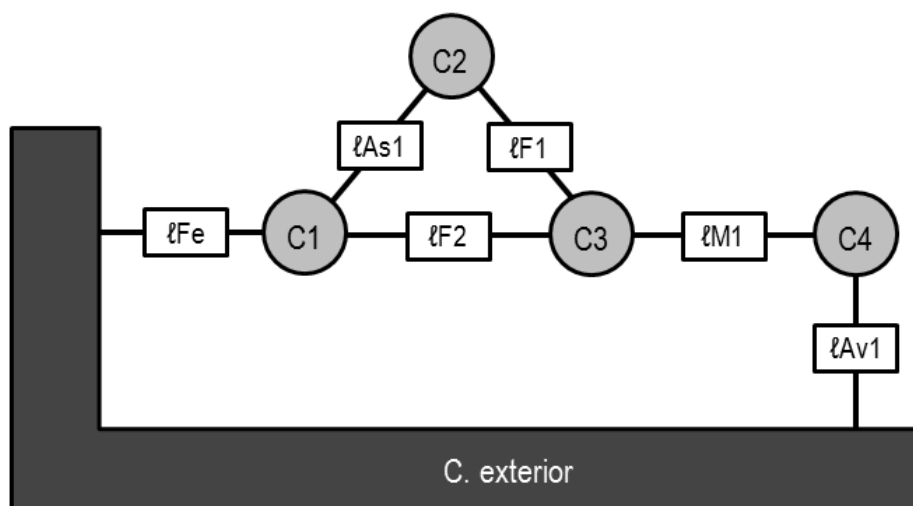 C2
ℓAs1
ℓF1
ℓFe
C1
ℓF2
C3
ℓM1
C4
ℓAv1
C. exterior